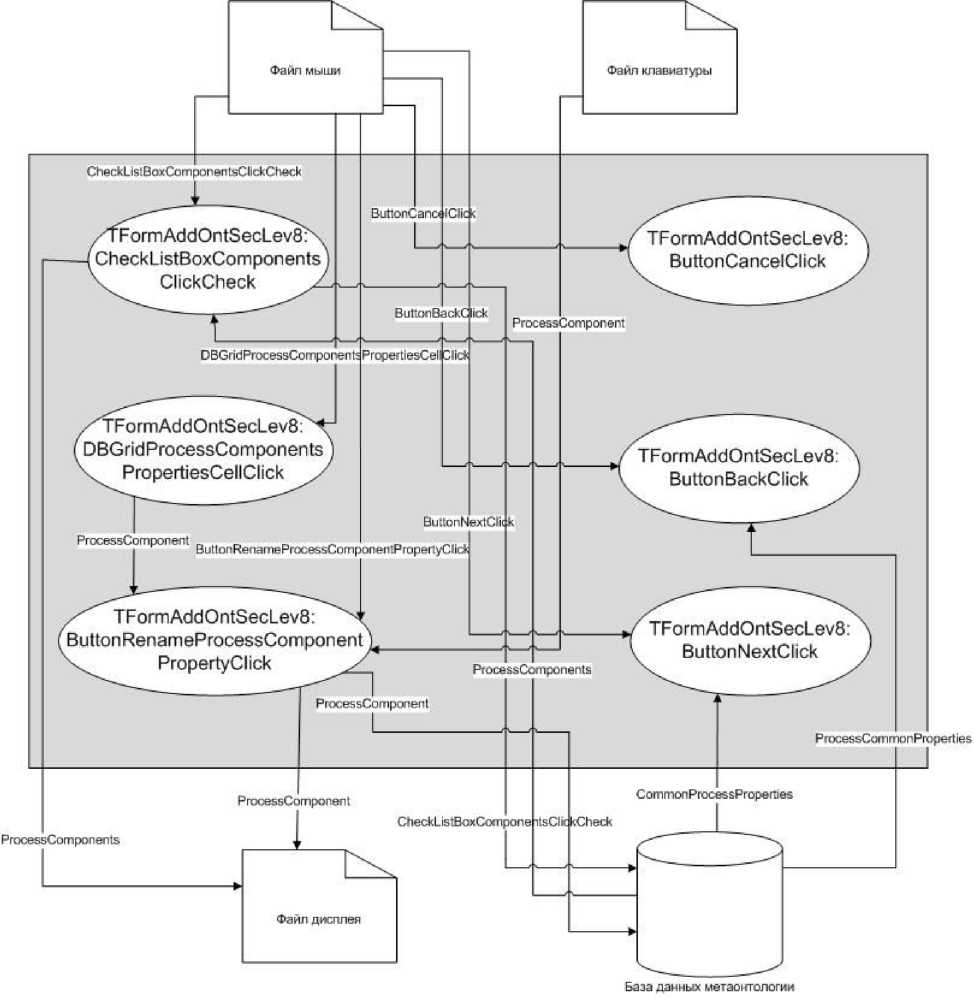 Файл мыши
Файл клавиатуры
CheckListBoxComponentsClickCheck
ButtonCancelClick
TFormAddOntSecLev8:
CheckListBoxComponents
ClickCheck
TFormAddOntSecLev8:
ButtonCancelClick
ButtonBackClick
ProcessComponent
DBGridProcessComponentsPropertiesCellClick
TFormAddOntSecLev8:
DBGridProcessComponents
PropertiesCellClick
TFormAddOntSecLev8:
ButtonBackClick
ButtonNextClick
ProcessComponent
ButtonRenameProcessComponentPropertyClick
TFormAddOntSecLev8:
ButtonRenameProcessComponent
PropertyClick
TFormAddOntSecLev8:
ButtonNextClick
ProcessComponents
ProcessComponent
ProcessCommonProperties
ProcessComponent
CommonProcessProperties
CheckListBoxComponentsClickCheck
ProcessComponents
Файл дисплея
База данных метаонтологии